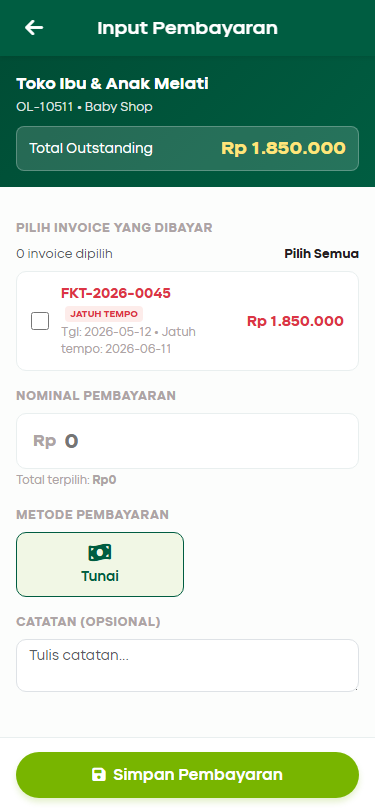 Input Pembayaran
Toko Ibu & Anak Melati
OL-10511 • Baby Shop
Total Outstanding Rp 1.850.000
PILIH INVOICE YANG DIBAYAR
0 invoice dipilih Pilih Semua
FKT-2026-0045
JATUH TEMPO
Tgl: 2026-05-12 • Jatuh
tempo: 2026-06-11
Rp 1.850.000
NOMINAL PEMBAYARAN
Rp 0
Total terpilih: Rp0
METODE PEMBAYARAN
Tunai
CATATAN (OPSIONAL)
Tulis catatan...
Simpan Pembayaran